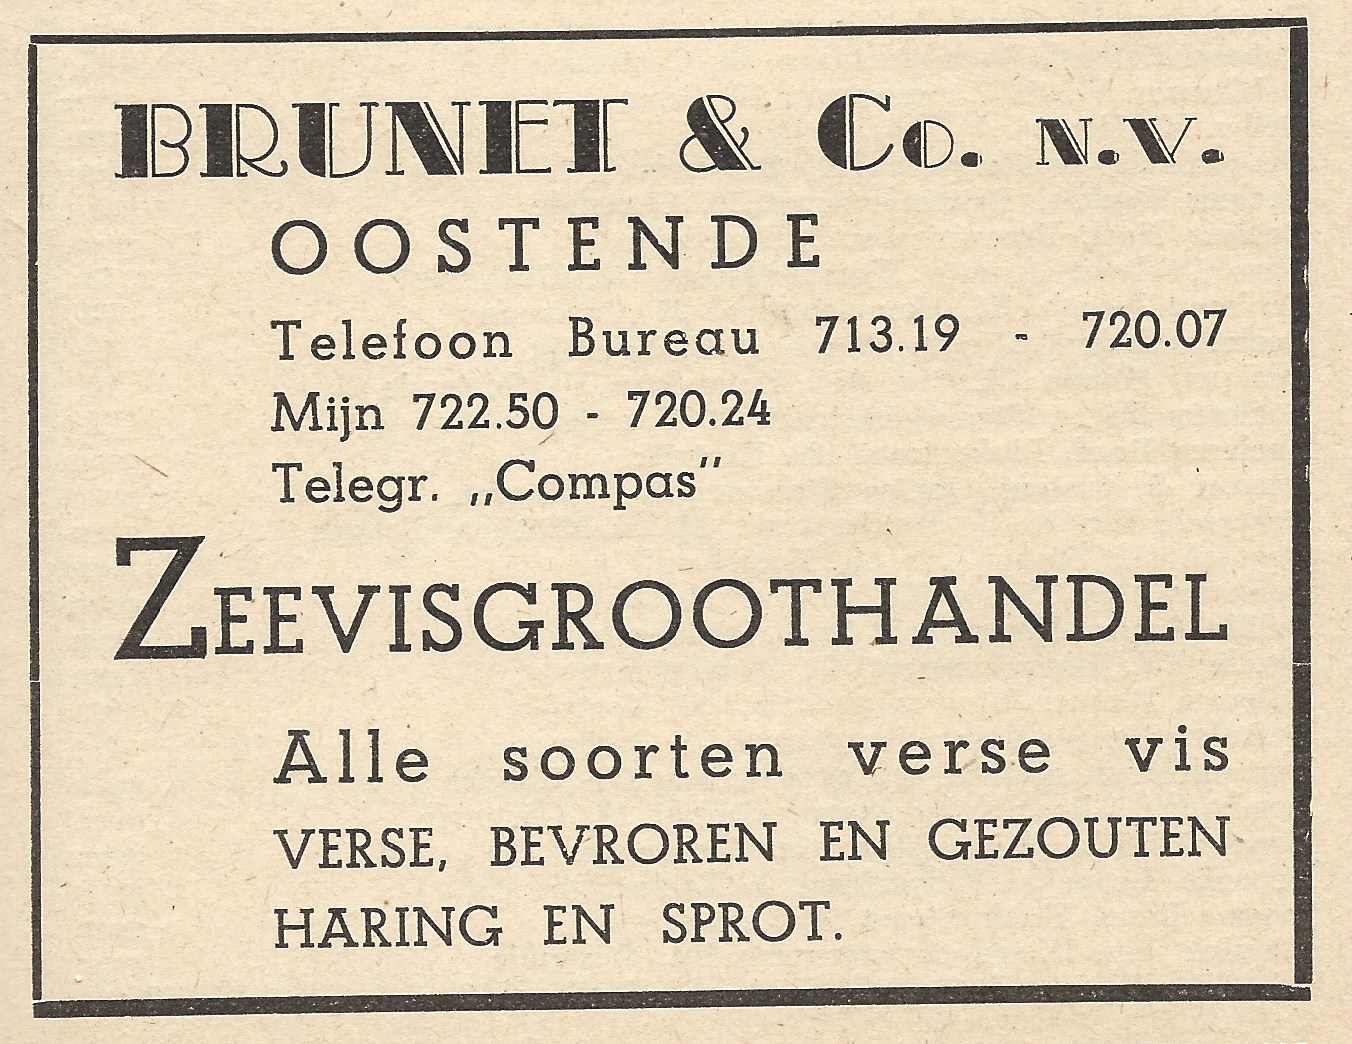 BRUNET & Co. N.V.
OOSTENDE
Telefoon Bureau 713.19 - 720.07
Mijn 722.50 - 720.24
Telegr. „Compas”
ZEEVISGROOTHANDEL
Alle soorten verse vis
VERSE, BEVROREN EN GEZOUTEN
HARING EN SPROT.